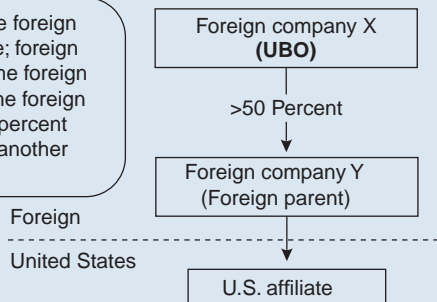 e foreign
e; foreign
ne foreign
he foreign
percent
another
Foreign company X
(UBO)
>50 Percent
Foreign company Y
(Foreign parent)
Foreign
United States
U.S. affiliate